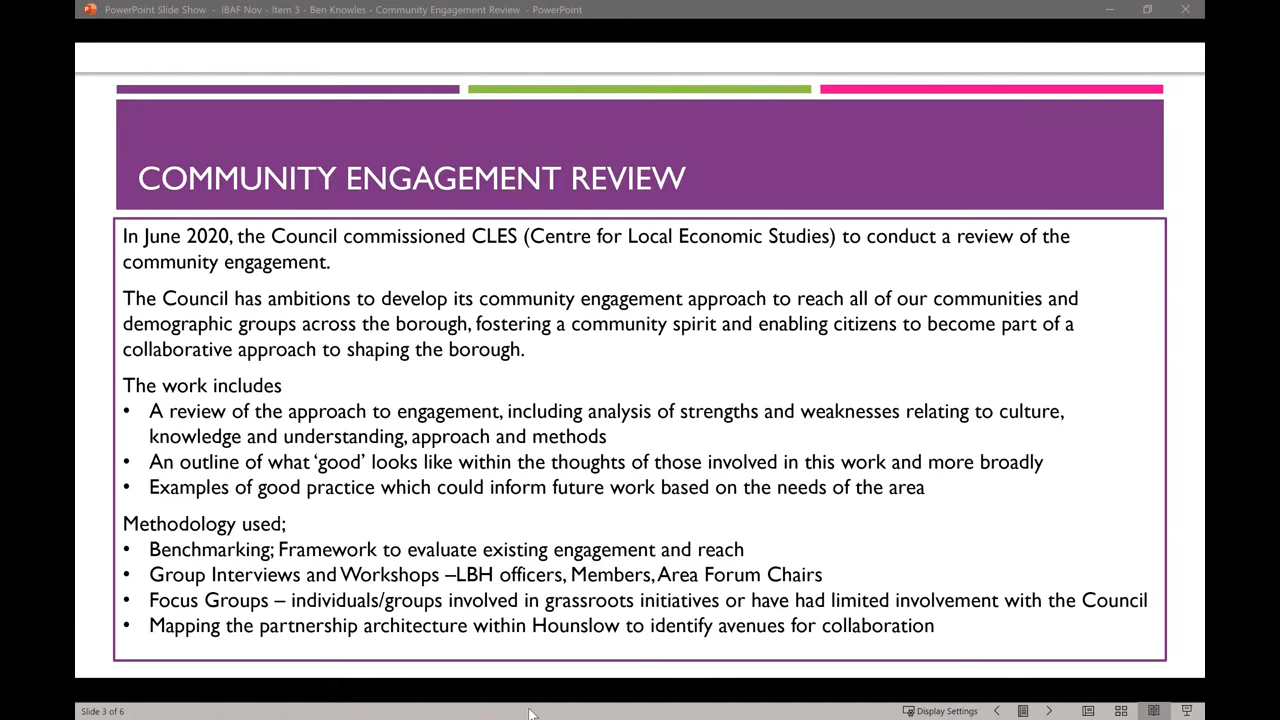 PowerPoint Slide Show - IBAF Nov - Item 3 - Ben Knowles - Community Engagement Review - PowerPoint
COMMUNITY ENGAGEMENT REVIEW
In June 2020, the Council commissioned CLES (Centre for Local Economic Studies) to conduct a review of the
community engagement.
The Council has ambitions to develop its community engagement approach to reach all of our communities and
demographic groups across the borough, fostering a community spirit and enabling citizens to become part of a
collaborative approach to shaping the borough.
The work includes
• A review of the approach to engagement, including analysis of strengths and weaknesses relating to culture,
knowledge and understanding, approach and methods
• An outline of what ‘good’ looks like within the thoughts of those involved in this work and more broadly
• Examples of good practice which could inform future work based on the needs of the area
Methodology used;
• Benchmarking; Framework to evaluate existing engagement and reach
• Group Interviews and Workshops –LBH officers, Members, Area Forum Chairs
• Focus Groups – individuals/groups involved in grassroots initiatives or have had limited involvement with the Council
• Mapping the partnership architecture within Hounslow to identify avenues for collaboration
Slide 3 of 6
Display Settings